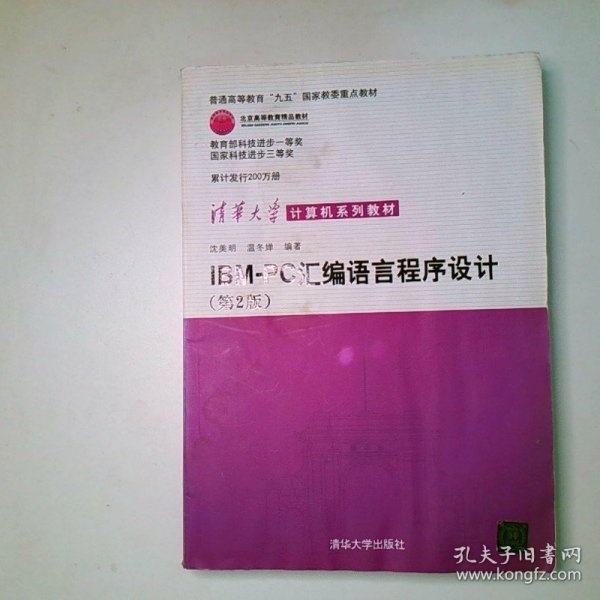 普通高等教育“九五”国家教委重点教材
北京高等教育精品教材
教育部科技进步一等奖
国家科技进步三等奖
累计发行200万册
清华大学 计算机系列教材
沈美明 温冬婵 编著
IBM-PC汇编语言程序设计
(第2版)
清华大学出版社
孔夫子旧书网
www.kongfz.com